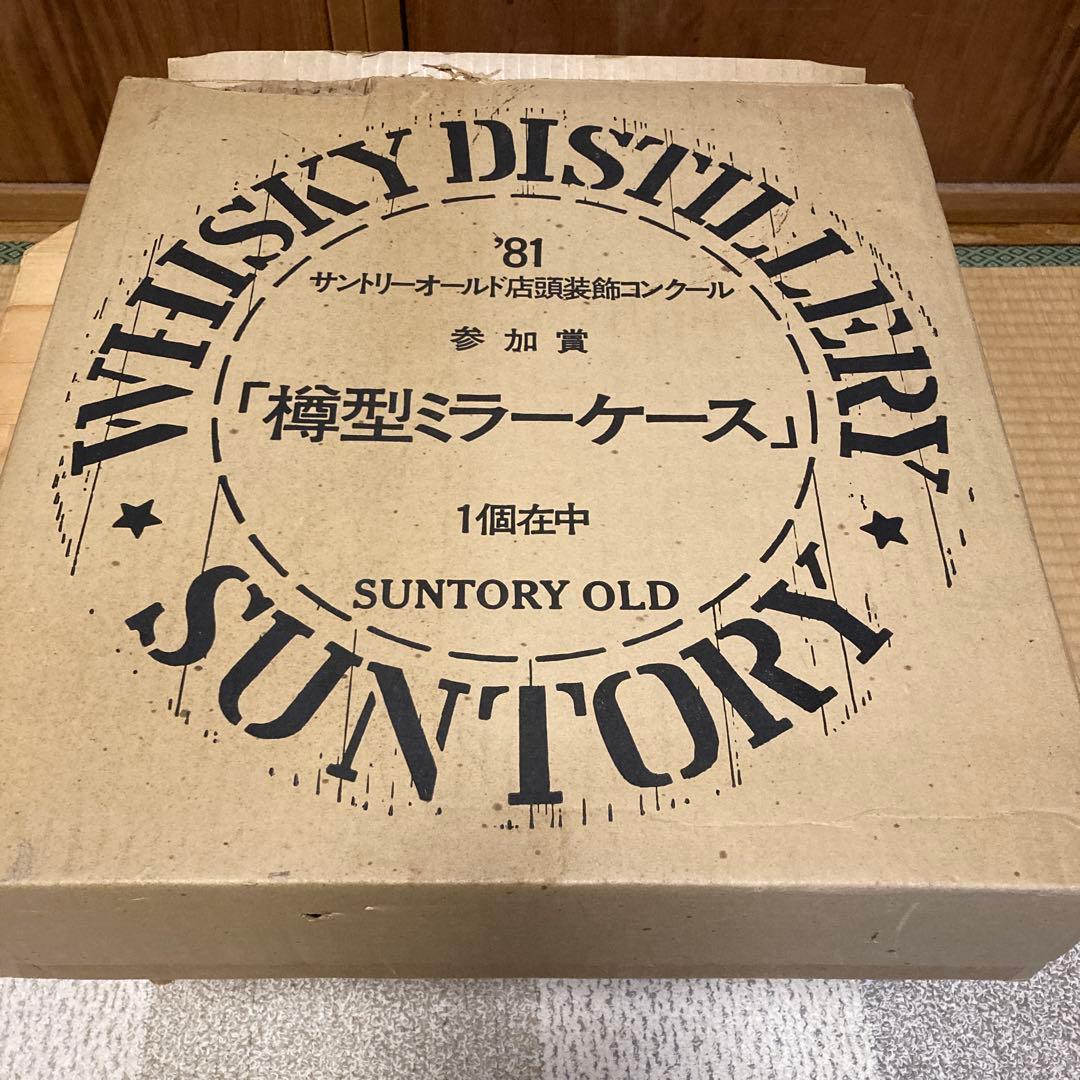 WHISKY DISTILLERY
'81
サントリーオールド店頭装飾コンクール
参加賞
「樽型ミラーケース」
1個在中
SUNTORY OLD
SUNTORY